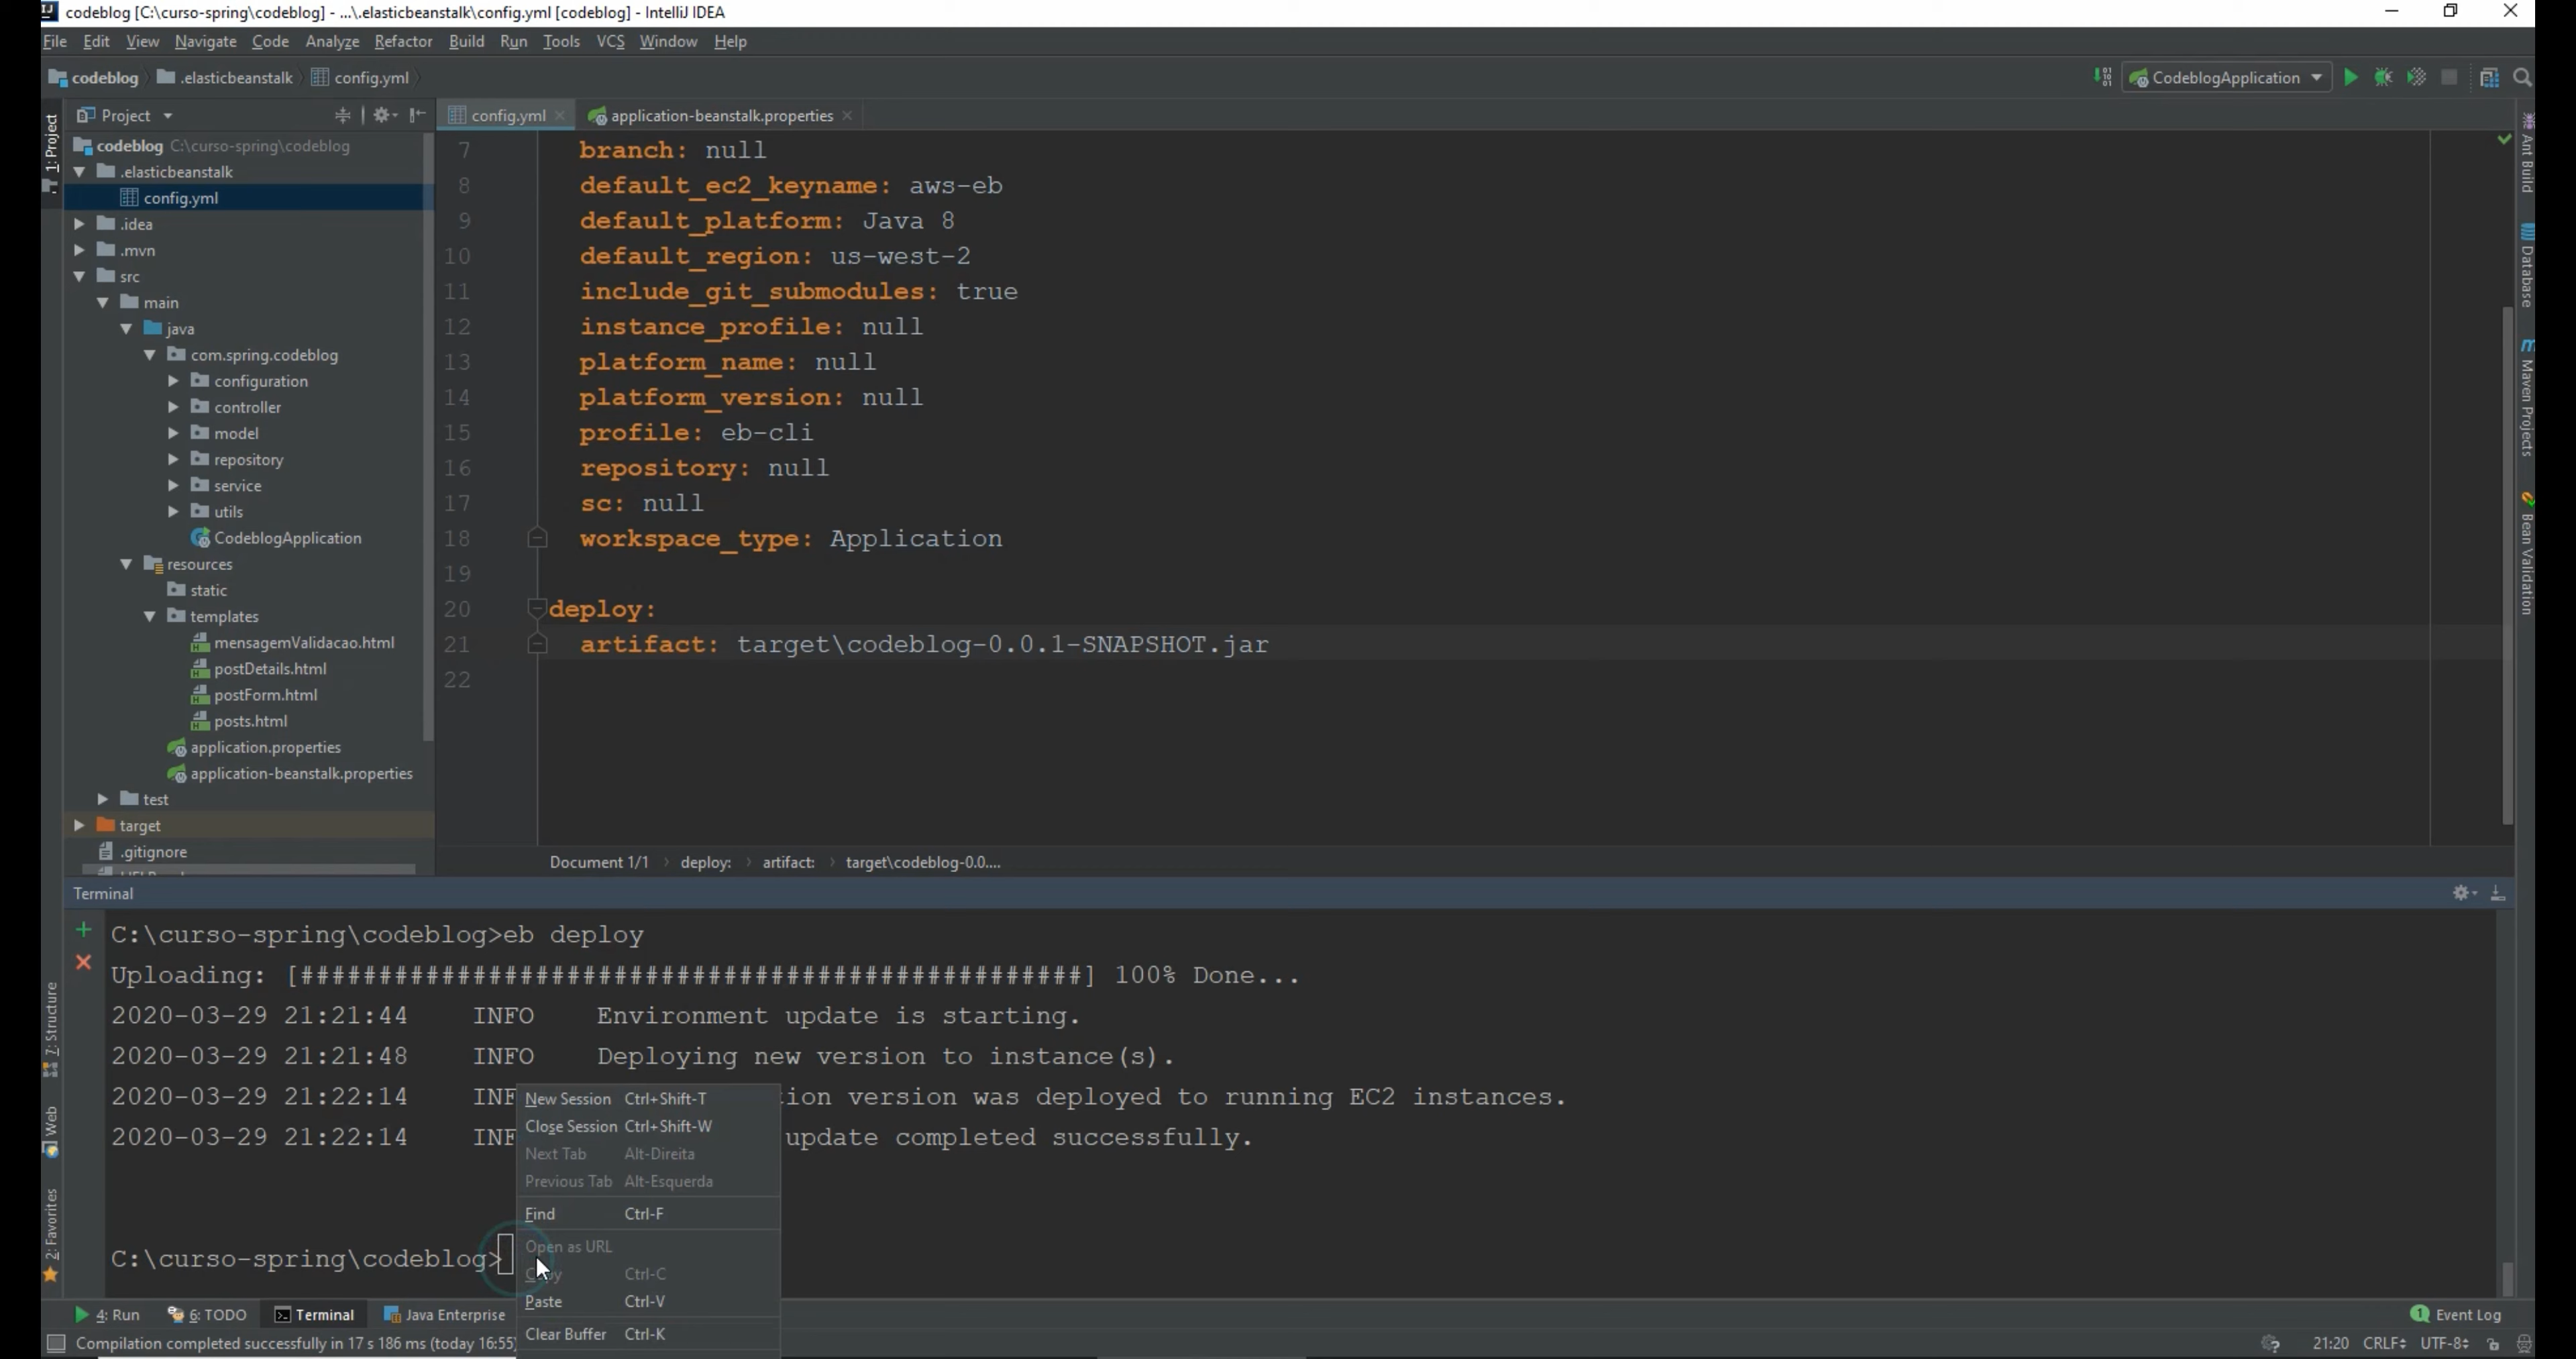 codeblog [C:\curso-spring\codeblog] - ...\.elasticbeanstalk\config.yml [codeblog] - IntelliJ IDEA
File Edit View Navigate Code Analyze Refactor Build Run Tools VCS Window Help
codeblog .elasticbeanstalk config.yml
CodeblogApplication
1: Project
Project
config.yml
application-beanstalk.properties
codeblog C:\curso-spring\codeblog
.elasticbeanstalk
config.yml
.idea
.mvn
src
main
java
com.spring.codeblog
configuration
controller
model
repository
service
utils
CodeblogApplication
resources
static
templates
mensagemValidacao.html
postDetails.html
postForm.html
posts.html
application.properties
application-beanstalk.properties
test
target
.gitignore
7 branch: null
8 default_ec2_keyname: aws-eb
9 default_platform: Java 8
10 default_region: us-west-2
11 include_git_submodules: true
12 instance_profile: null
13 platform_name: null
14 platform_version: null
15 profile: eb-cli
16 repository: null
17 sc: null
18 workspace_type: Application
19
20 deploy:
21 artifact: target\codeblog-0.0.1-SNAPSHOT.jar
22
Document 1/1 deploy: artifact: target\codeblog-0.0....
Ant Build
Database
Maven Projects
Bean Validation
Terminal
C:\curso-spring\codeblog>eb deploy
Uploading: [##################################################] 100% Done...
2020-03-29 21:21:44 INFO Environment update is starting.
2020-03-29 21:21:48 INFO Deploying new version to instance(s).
2020-03-29 21:22:14 INF tion version was deployed to running EC2 instances.
2020-03-29 21:22:14 INF update completed successfully.
C:\curso-spring\codeblog>
New Session Ctrl+Shift-T
Close Session Ctrl+Shift-W
Next Tab Alt-Direita
Previous Tab Alt-Esquerda
Find Ctrl-F
Open as URL
Copy Ctrl-C
Paste Ctrl-V
Clear Buffer Ctrl-K
7: Structure
Web
2: Favorites
4: Run 6: TODO Terminal Java Enterprise
1 Event Log
Compilation completed successfully in 17 s 186 ms (today 16:55)
21:20 CRLF UTF-8